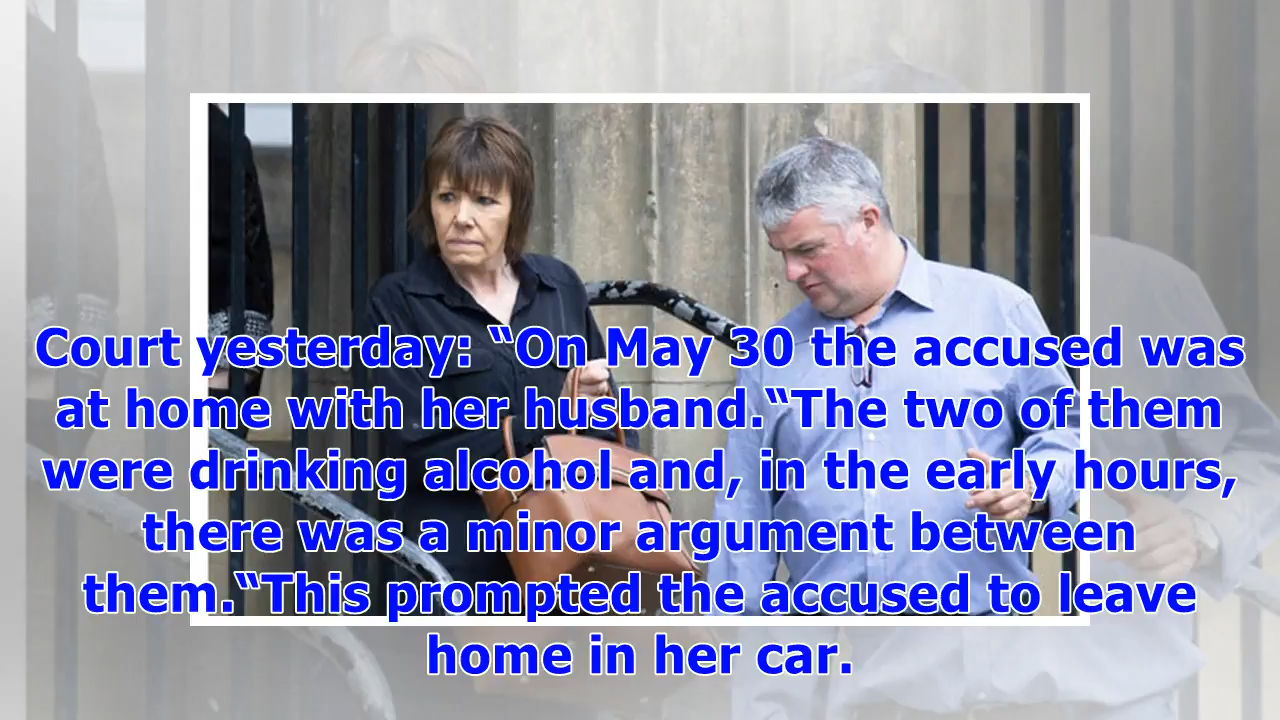 Court yesterday: “On May 30 the accused was
at home with her husband.“The two of them
were drinking alcohol and, in the early hours,
there was a minor argument between
them.“This prompted the accused to leave
home in her car.